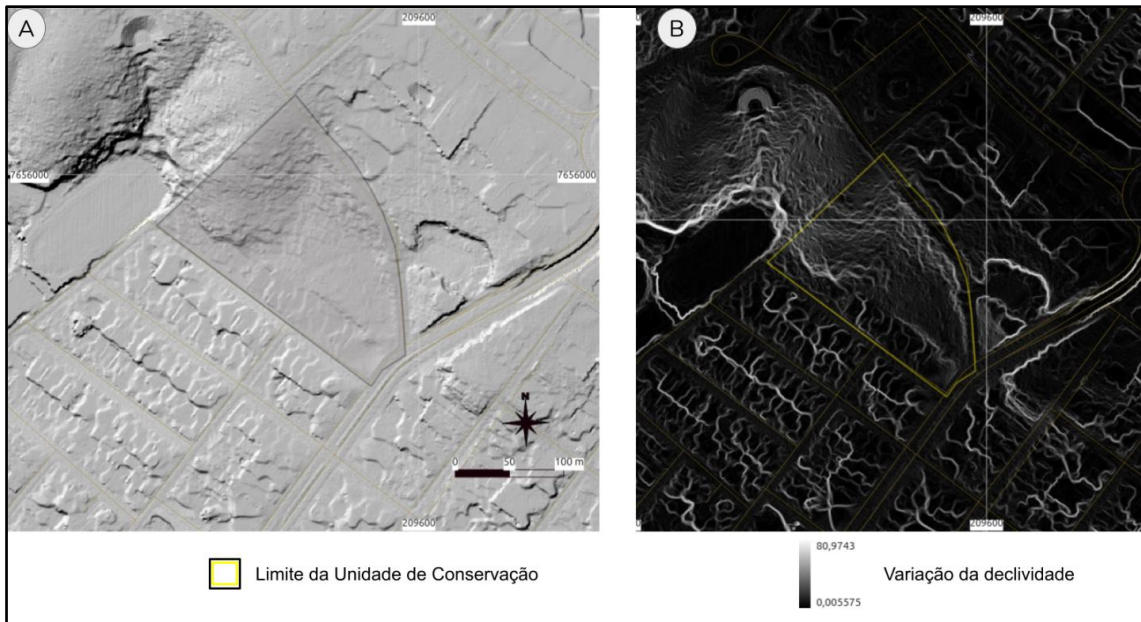 A
209600
7656000
7656000
N
0 50 100 m
209600
B
209600
209600
Limite da Unidade de Conservação
80,9743
0,005575
Variação da declividade